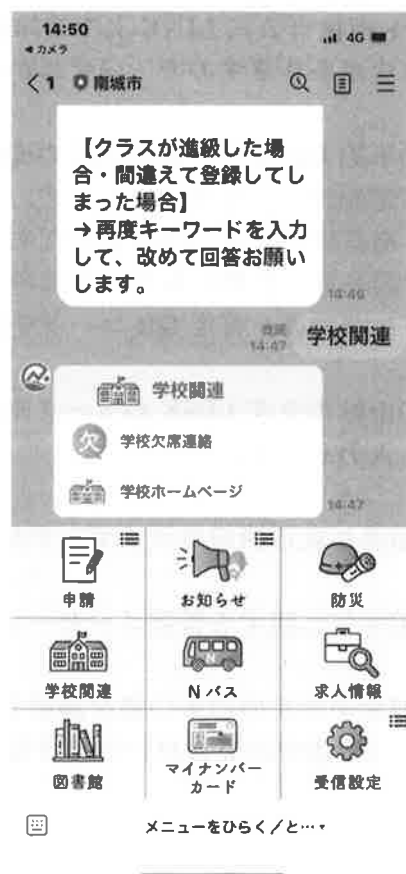 14:50
◀カメラ
4G
< 1 南城市
【クラスが進級した場
合・間違えて登録してし
まった場合】
→再度キーワードを入力
して、改めて回答お願い
します。
14:46
既読
14:47
学校関連
学校関連
欠 学校欠席連絡
学校ホームページ
14:47
申請
お知らせ
防災
学校関連
Nバス
求人情報
図書館
マイナンバー
カード
受信設定
メニューをひらく/と…▼